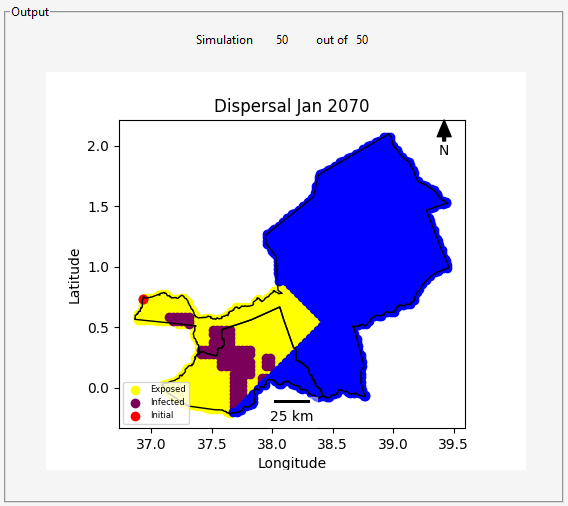 Output
Simulation 50 out of 50
Dispersal Jan 2070
N
2.0
1.5
1.0
0.5
0.0
Latitude
Exposed
Infected
Initial
25 km
37.0 37.5 38.0 38.5 39.0 39.5
Longitude